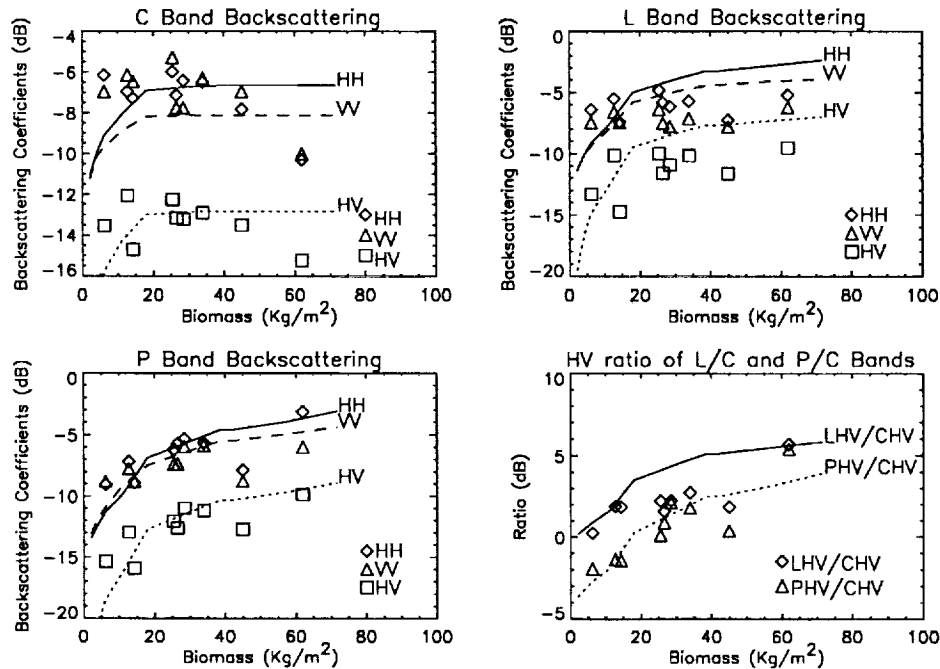 C Band Backscattering
Backscattering Coefficients (dB)
-4
-6
-8
-10
-12
-14
-16
HH
VV
HV
HH
VV
HV
0 20 40 60 80 100
Biomass (Kg/m²)
L Band Backscattering
Backscattering Coefficients (dB)
0
-5
-10
-15
-20
HH
VV
HV
HH
VV
HV
0 20 40 60 80 100
Biomass (Kg/m²)
P Band Backscattering
Backscattering Coefficients (dB)
0
-5
-10
-15
-20
HH
VV
HV
HH
VV
HV
0 20 40 60 80 100
Biomass (Kg/m²)
HV ratio of L/C and P/C Bands
Ratio (dB)
10
5
0
-5
LHV/CHV
PHV/CHV
LHV/CHV
PHV/CHV
0 20 40 60 80 100
Biomass (Kg/m²)